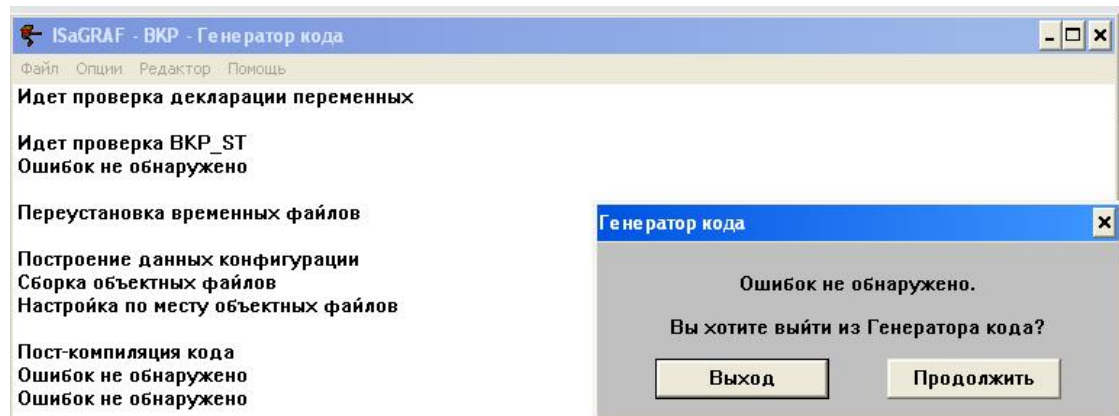 ISaGRAF - BKP - Генератор кода
Файл Опции Редактор Помощь
Идет проверка декларации переменных
Идет проверка BKP_ST
Ошибок не обнаружено
Переустановка временных файлов
Построение данных конфигурации
Сборка объектных файлов
Настройка по месту объектных файлов
Пост-компиляция кода
Ошибок не обнаружено
Ошибок не обнаружено
Генератор кода
Ошибок не обнаружено.
Вы хотите выйти из Генератора кода?
Выход Продолжить